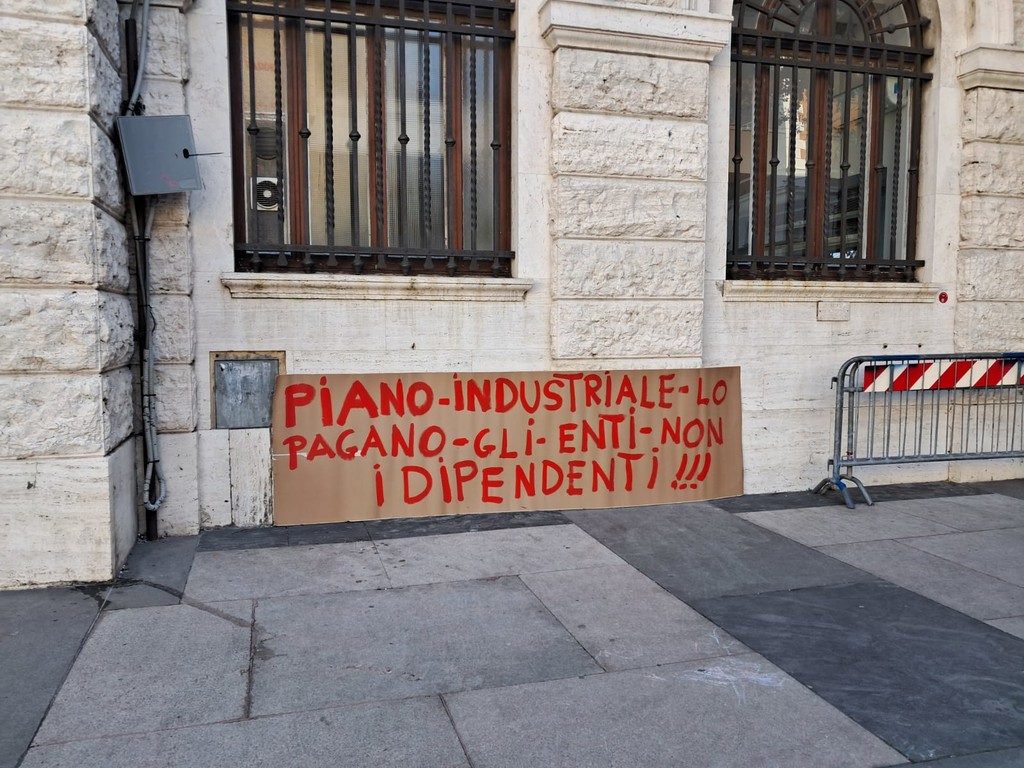 PiANO-INDUSTRiALE-LO
PAGANO-GLi-ENTi-NON
i DiPENDENTi !!!